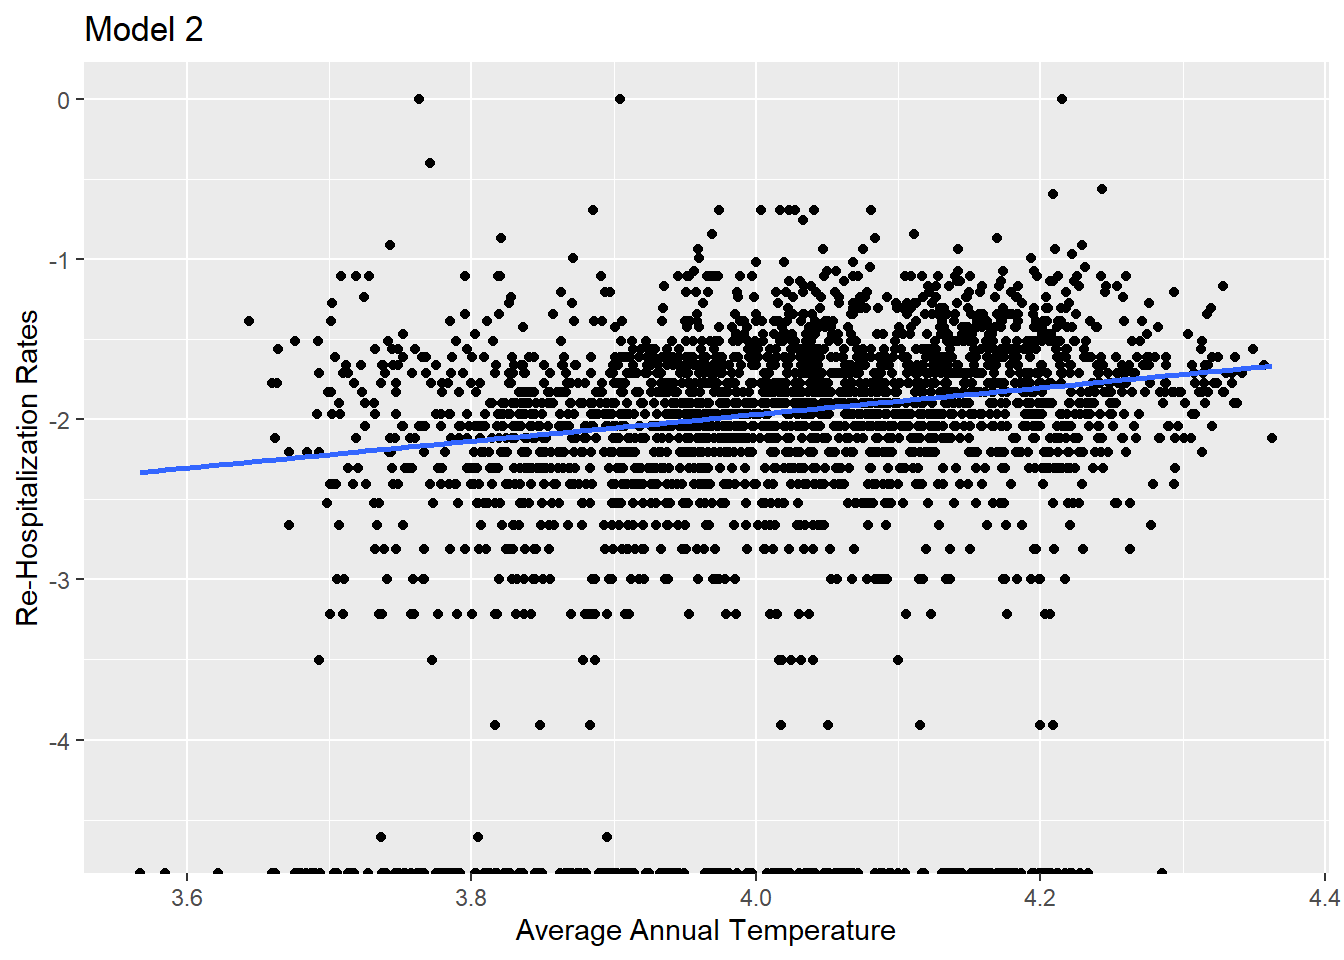 Model 2
0
-1
-2
-3
-4
Re-Hospitalization Rates
3.6 3.8 4.0 4.2 4.4
Average Annual Temperature